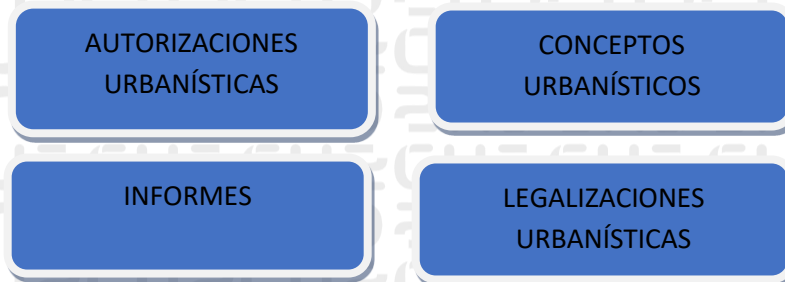 AUTORIZACIONES
URBANÍSTICAS
CONCEPTOS
URBANÍSTICOS
INFORMES
LEGALIZACIONES
URBANÍSTICAS